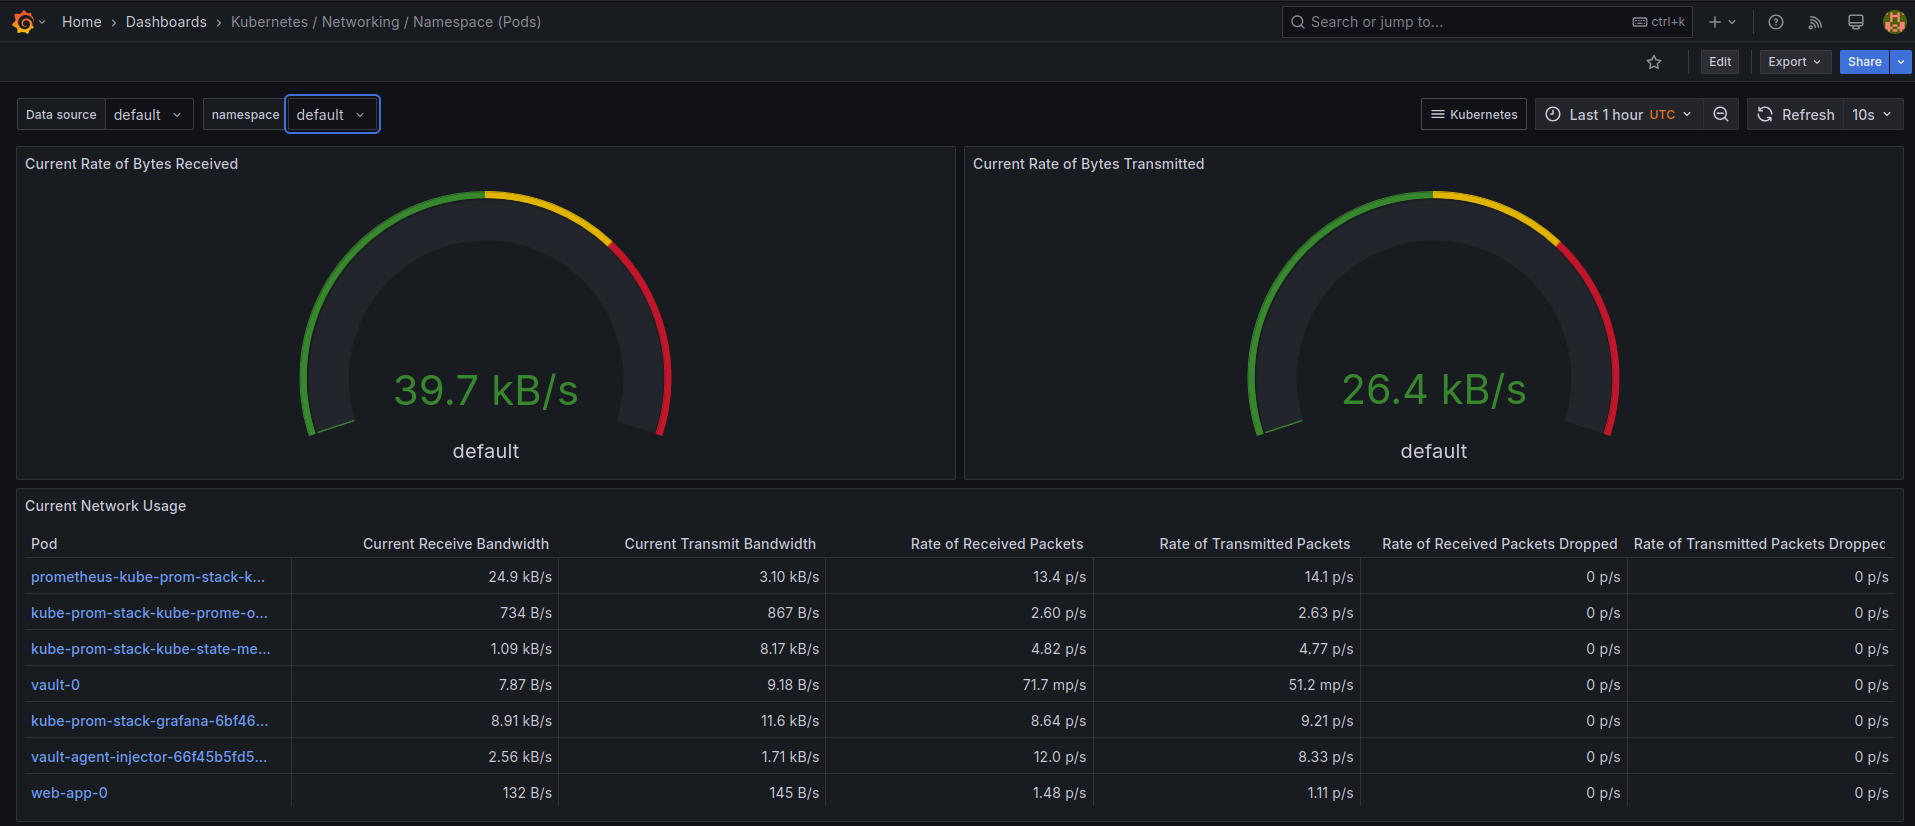 Home › Dashboards › Kubernetes / Networking / Namespace (Pods)
Search or jump to...
ctrl+k
Edit
Export
Share
Data source
default
namespace
default
Kubernetes
Last 1 hour UTC
Refresh
10s
Current Rate of Bytes Received
39.7 kB/s
default
Current Rate of Bytes Transmitted
26.4 kB/s
default
Current Network Usage
Pod Current Receive Bandwidth Current Transmit Bandwidth Rate of Received Packets Rate of Transmitted Packets Rate of Received Packets Dropped Rate of Transmitted Packets Dropped
prometheus-kube-prom-stack-k... 24.9 kB/s 3.10 kB/s 13.4 p/s 14.1 p/s 0 p/s 0 p/s
kube-prom-stack-kube-prome-o... 734 B/s 867 B/s 2.60 p/s 2.63 p/s 0 p/s 0 p/s
kube-prom-stack-kube-state-me... 1.09 kB/s 8.17 kB/s 4.82 p/s 4.77 p/s 0 p/s 0 p/s
vault-0 7.87 B/s 9.18 B/s 71.7 mp/s 51.2 mp/s 0 p/s 0 p/s
kube-prom-stack-grafana-6bf46... 8.91 kB/s 11.6 kB/s 8.64 p/s 9.21 p/s 0 p/s 0 p/s
vault-agent-injector-66f45b5fd5... 2.56 kB/s 1.71 kB/s 12.0 p/s 8.33 p/s 0 p/s 0 p/s
web-app-0 132 B/s 145 B/s 1.48 p/s 1.11 p/s 0 p/s 0 p/s